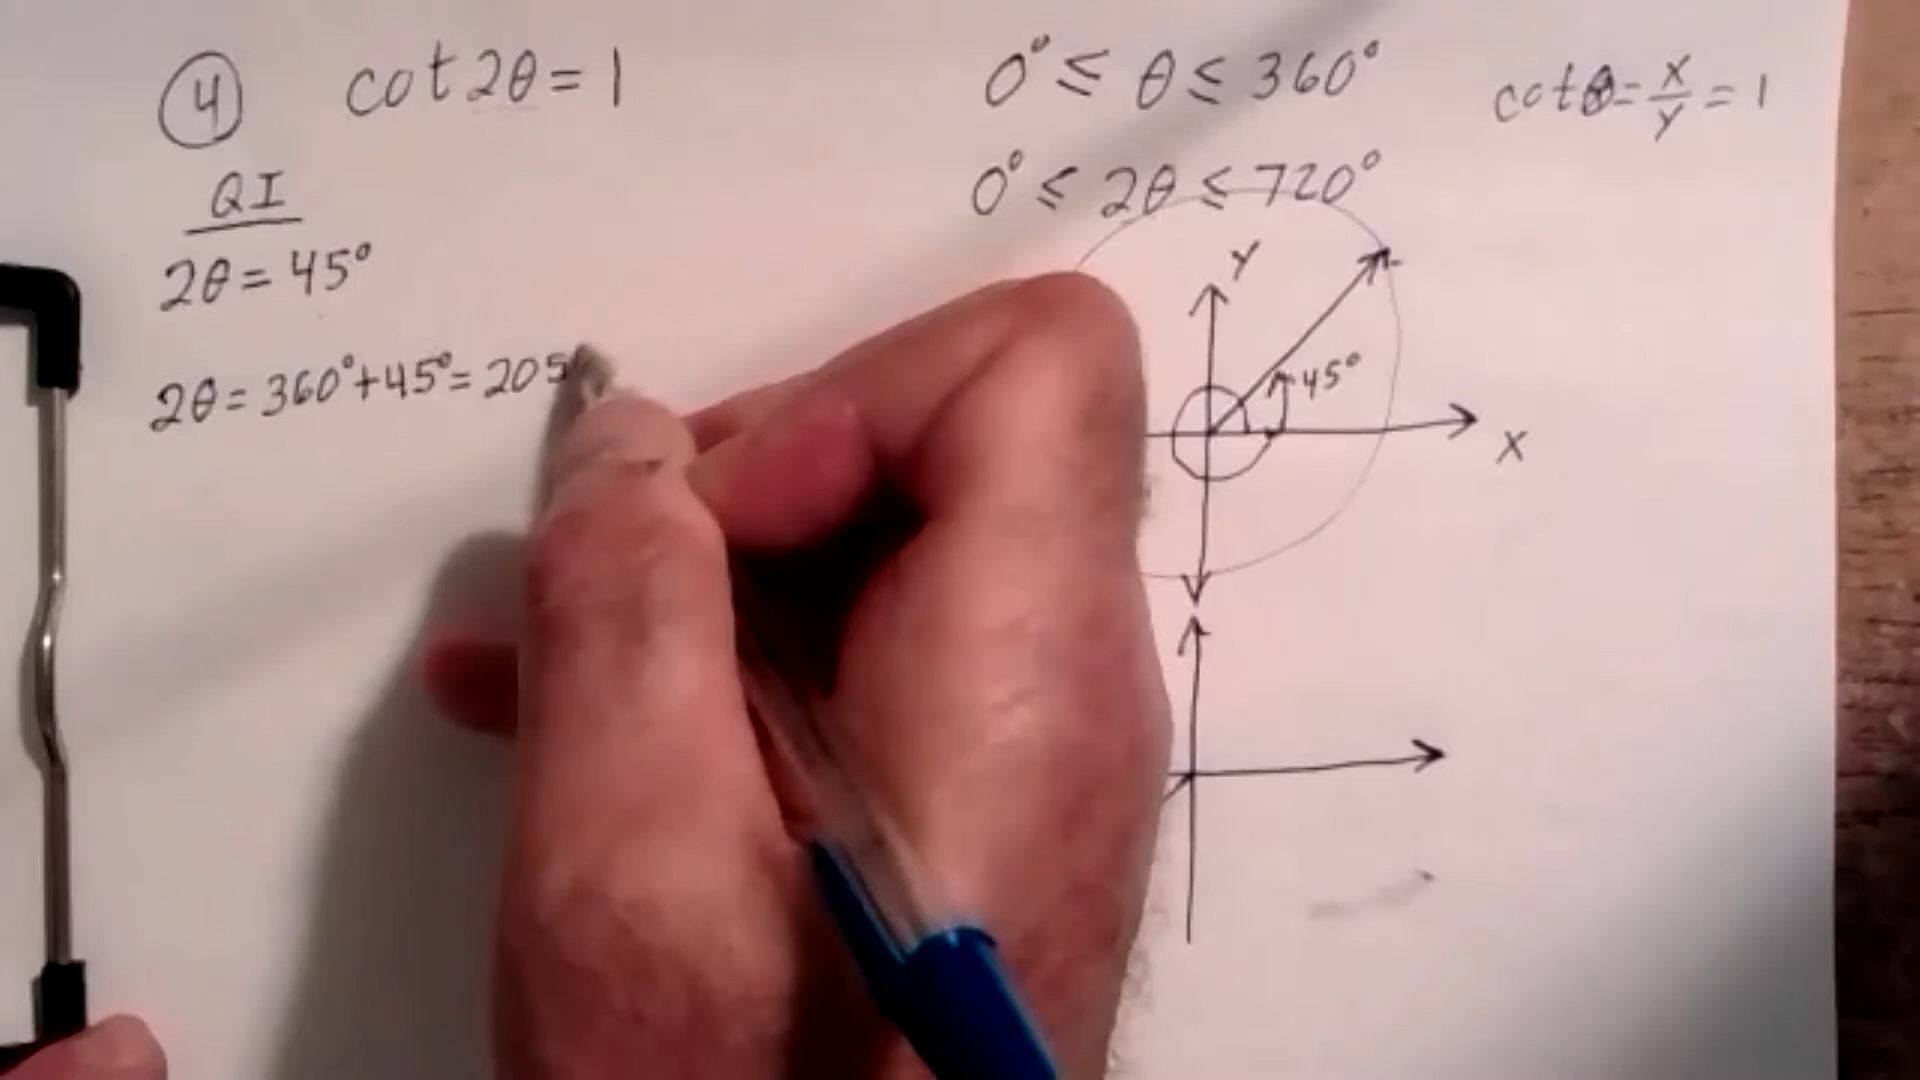 ④ cot 2θ = 1
0° ≤ θ ≤ 360°
cot θ = x/y = 1
0° ≤ 2θ ≤ 720°
QI
2θ = 45°
2θ = 360° + 45° = 205
Y
45°
X